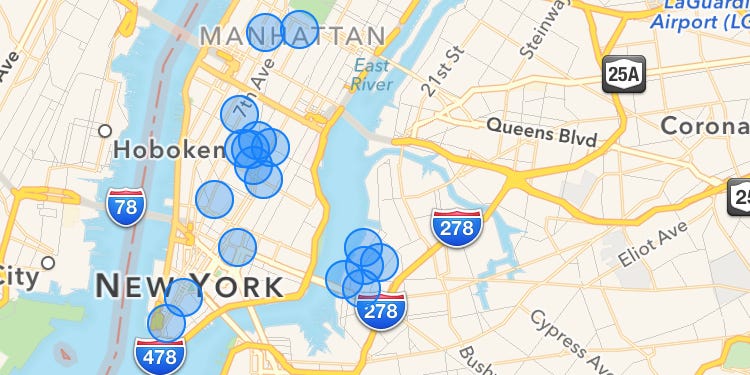 LaGuardia
Airport (LG
MANHATTAN
Steinway
East
River
21st St
25A
7th Ave
Ave
Queens Blvd
Corona
Hoboken
78
25
278
Eliot Ave
City
NEW YORK
278
Cypress Ave
478
Bush